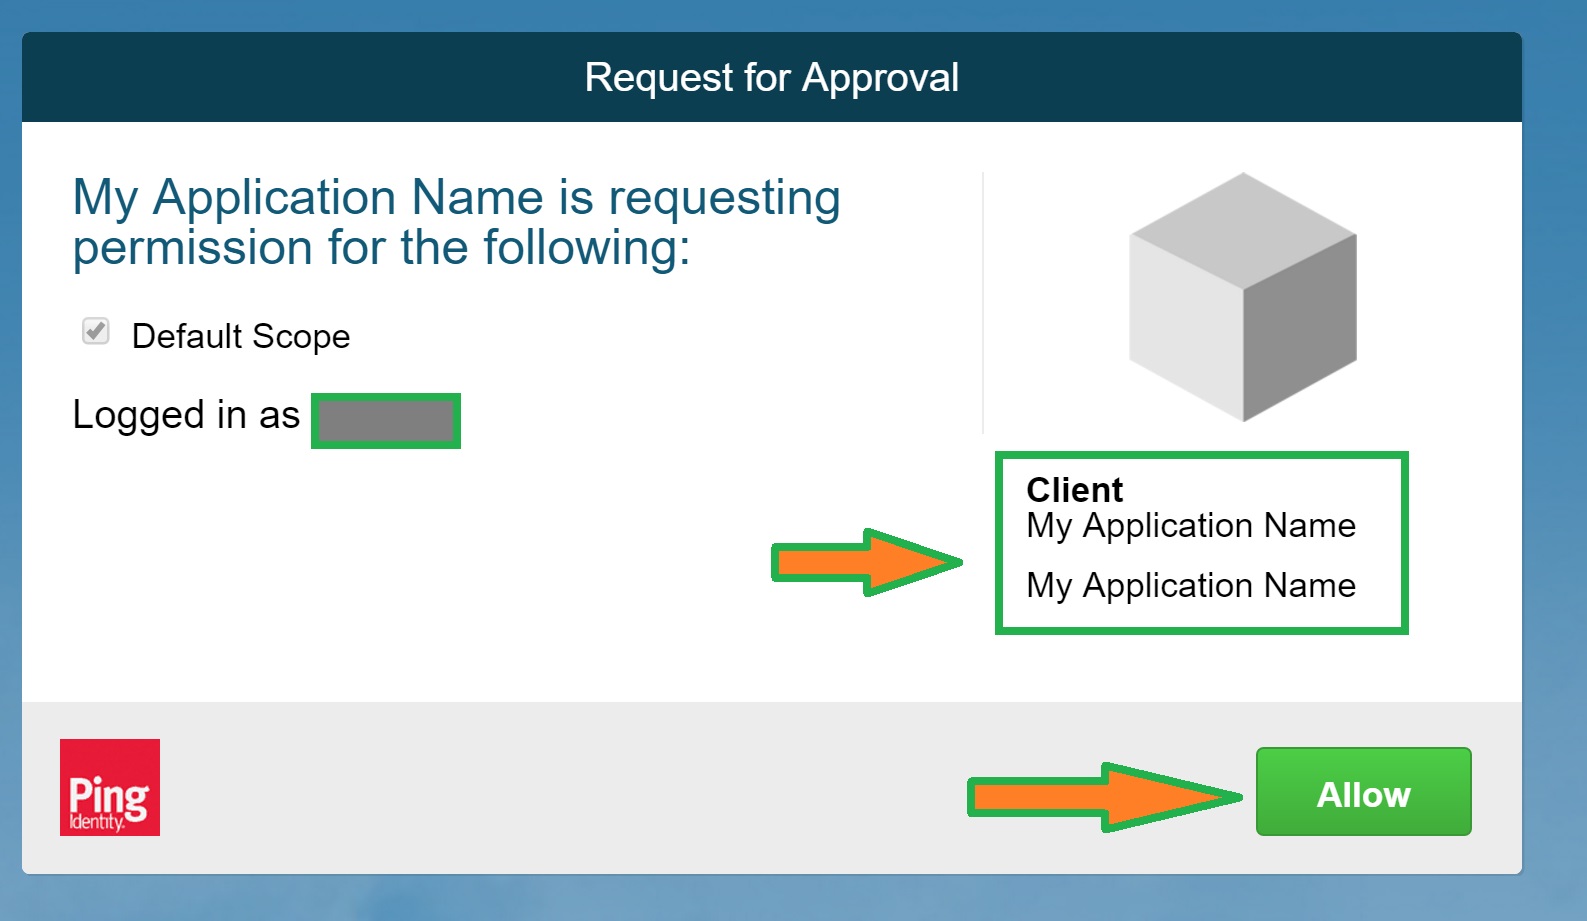 Request for Approval
My Application Name is requesting
permission for the following:
Default Scope
Logged in as
Client
My Application Name
My Application Name
Ping
Identity.
Allow